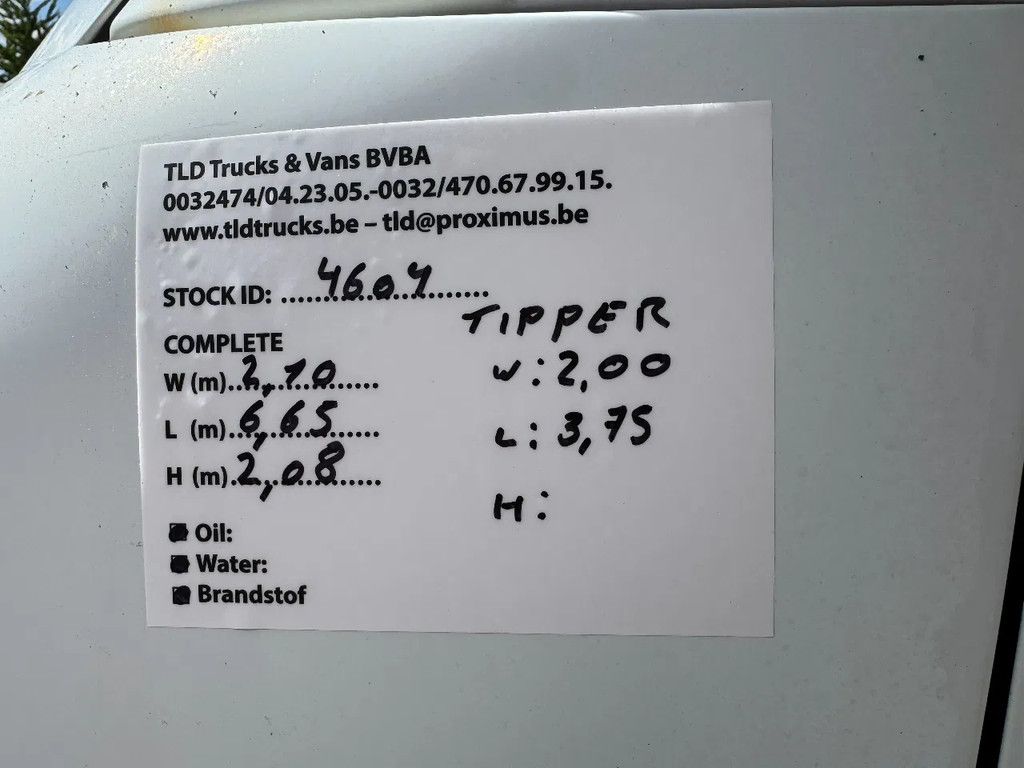 TLD Trucks & Vans BVBA
0032474/04.23.05.-0032/470.67.99.15.
www.tldtrucks.be – tld@proximus.be
STOCK ID: ....4604.......
COMPLETE
W (m)..2,10......
L (m)..6,65......
H (m)..2,08......
Oil:
Water:
Brandstof
TIPPER
W: 2,00
L: 3,75
H: